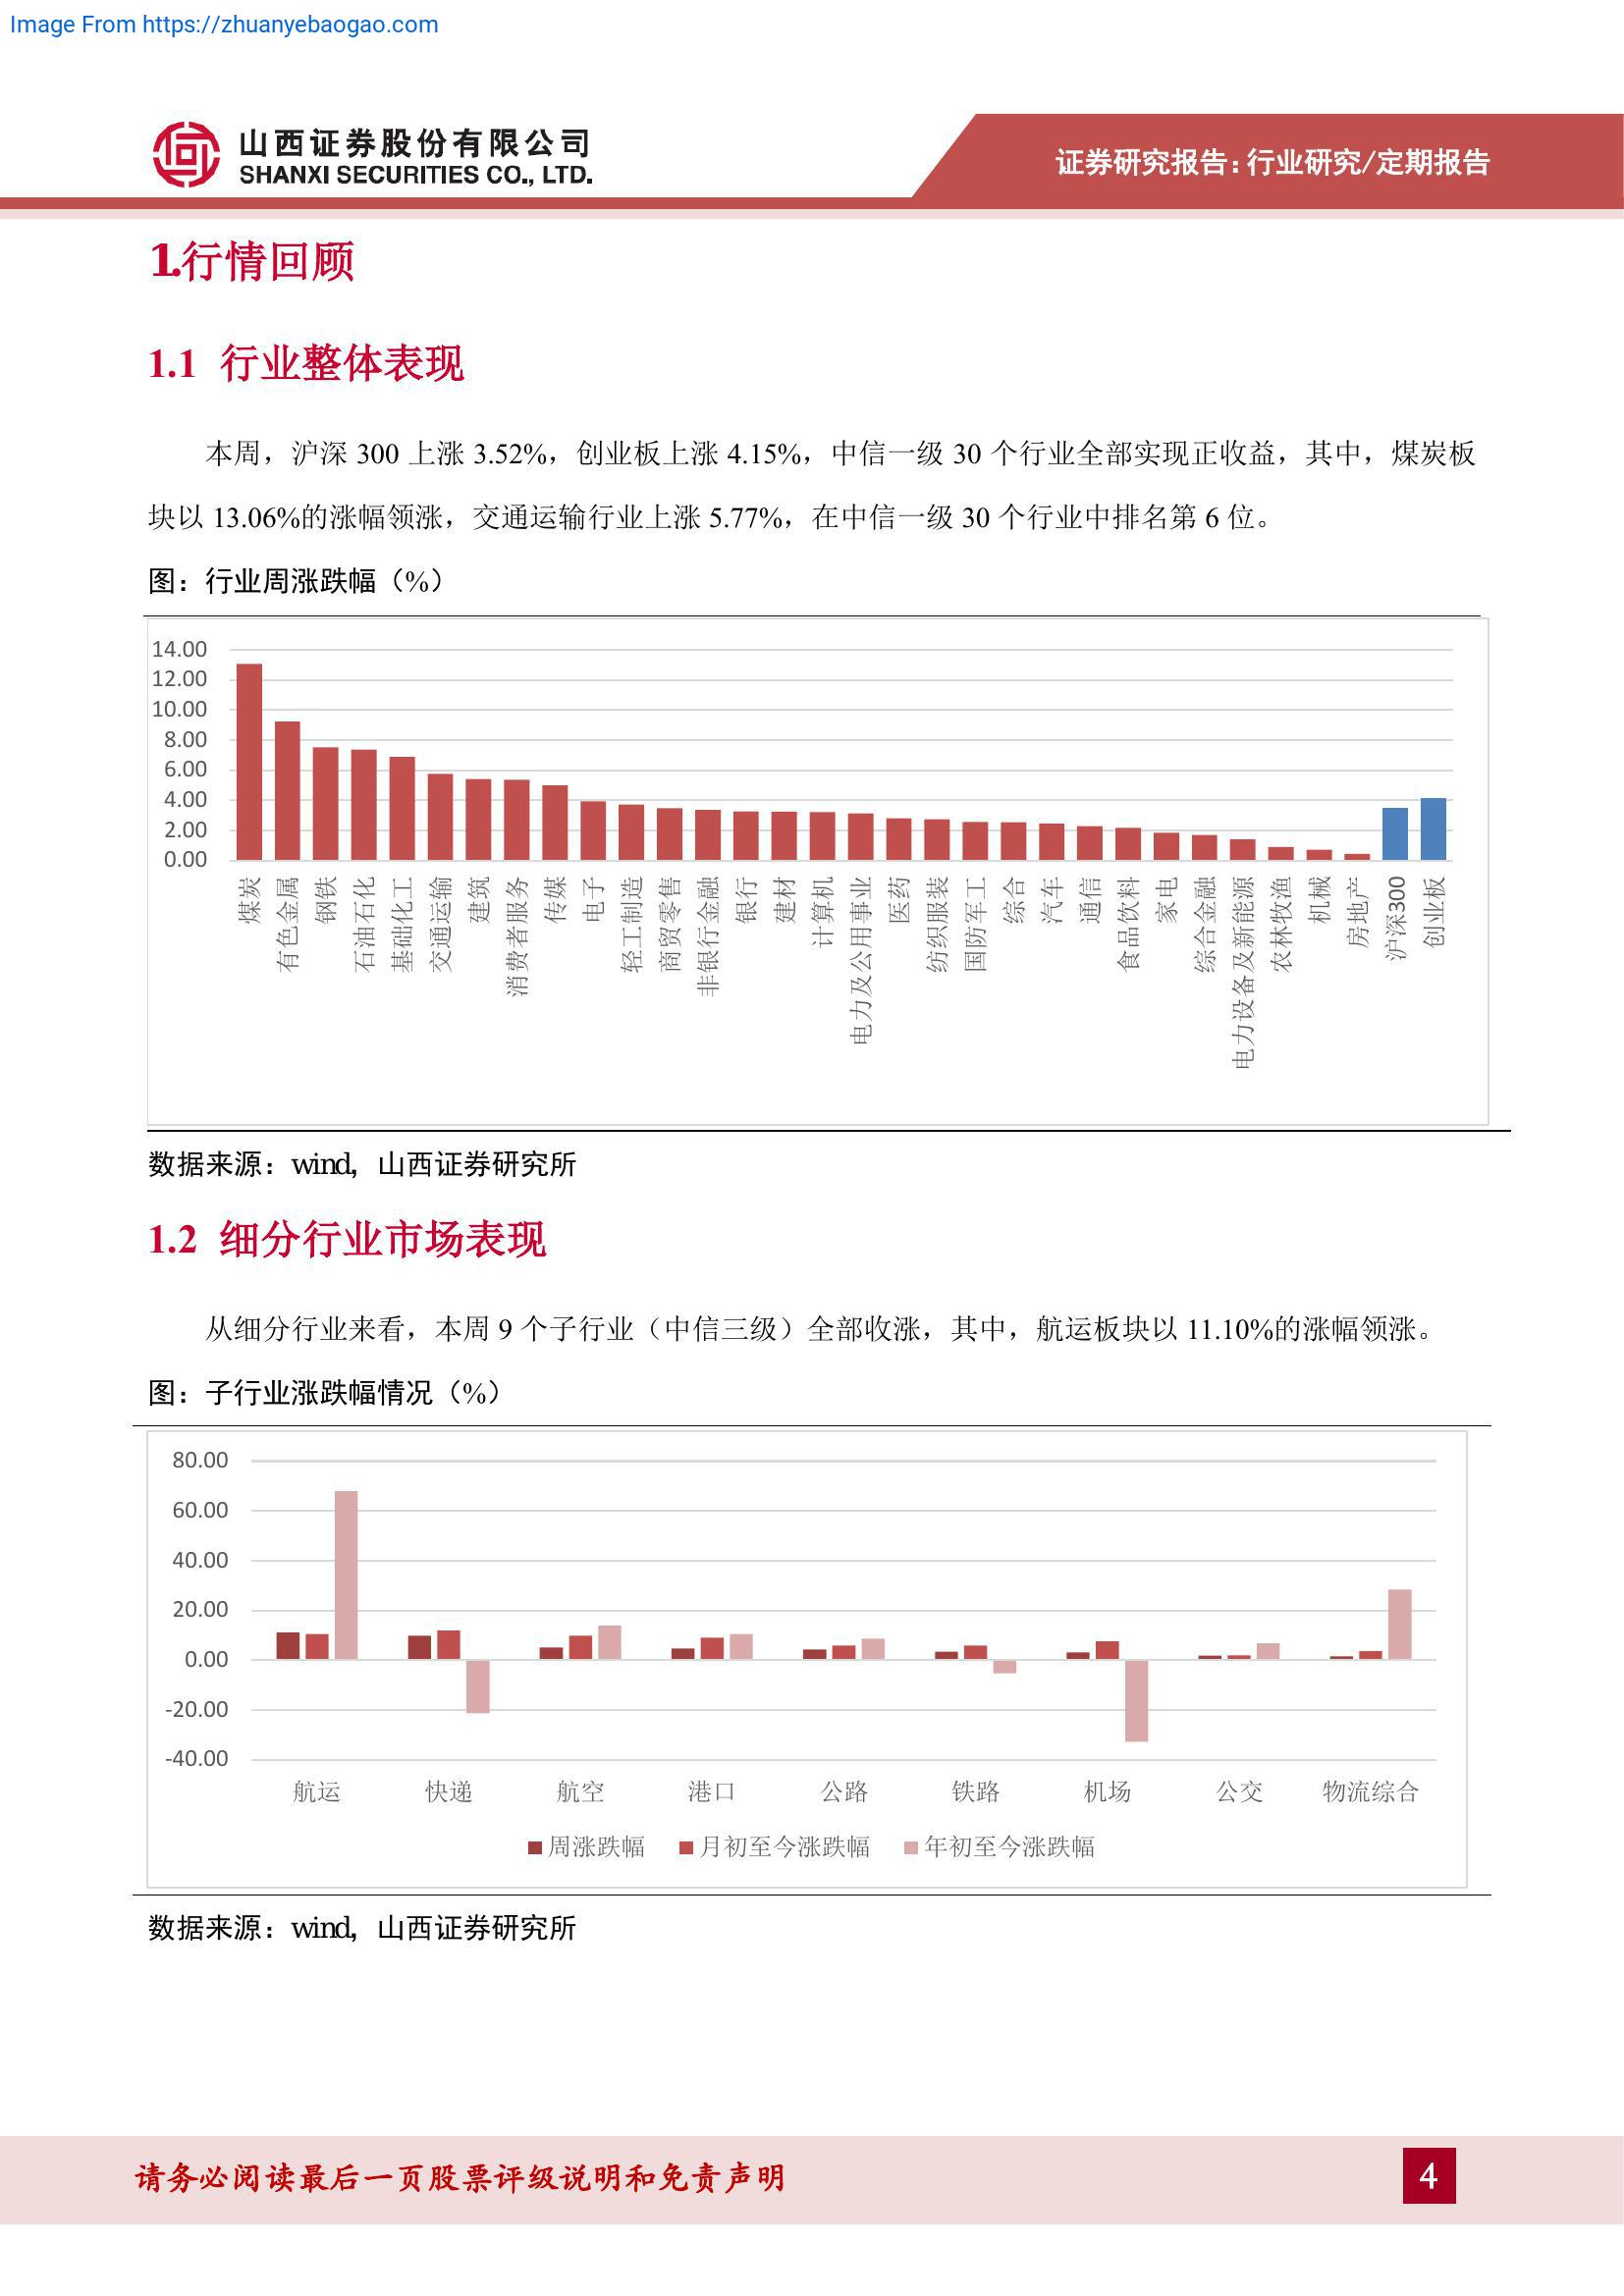 Image From https://zhuanyebaogao.com
山西证券股份有限公司
SHANXI SECURITIES CO., LTD.
证券研究报告：行业研究/定期报告
1.行情回顾
1.1 行业整体表现
本周，沪深 300 上涨 3.52%，创业板上涨 4.15%，中信一级 30 个行业全部实现正收益，其中，煤炭板
块以 13.06%的涨幅领涨，交通运输行业上涨 5.77%，在中信一级 30 个行业中排名第 6 位。
图：行业周涨跌幅（%）
14.00
12.00
10.00
8.00
6.00
4.00
2.00
0.00
煤炭
有色金属
钢铁
石油石化
基础化工
交通运输
建筑
消费者服务
传媒
电子
轻工制造
商贸零售
非银行金融
银行
建材
计算机
电力及公用事业
医药
纺织服装
国防军工
综合
汽车
通信
食品饮料
家电
综合金融
电力设备及新能源
农林牧渔
机械
房地产
沪深300
创业板
数据来源：wind，山西证券研究所
1.2 细分行业市场表现
从细分行业来看，本周 9 个子行业（中信三级）全部收涨，其中，航运板块以 11.10%的涨幅领涨。
图：子行业涨跌幅情况（%）
80.00
60.00
40.00
20.00
0.00
-20.00
-40.00
航运 快递 航空 港口 公路 铁路 机场 公交 物流综合
周涨跌幅 月初至今涨跌幅 年初至今涨跌幅
数据来源：wind，山西证券研究所
请务必阅读最后一页股票评级说明和免责声明
4